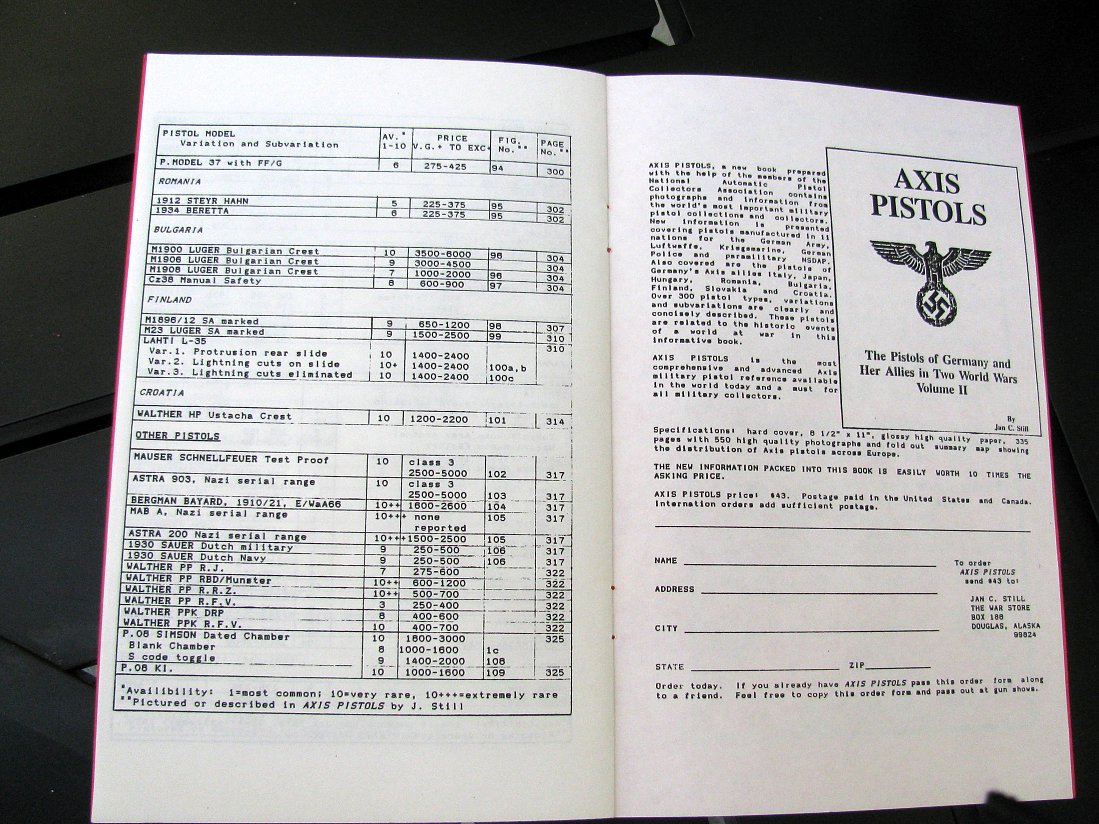 PISTOL MODEL AV.* PRICE FIG. PAGE
Variation and Subvariation 1-10 V.G.+ TO EXC+ No.** No.**
P.MODEL 37 with FF/G 6 275-425 94 300
ROMANIA
1912 STEYR HAHN 5 225-375 95 302
1934 BERETTA 6 225-375 95 302
BULGARIA
M1900 LUGER Bulgarian Crest 10 3500-6000 96 304
M1906 LUGER Bulgarian Crest 9 3000-4500 304
M1908 LUGER Bulgarian Crest 7 1000-2000 96 304
Cz38 Manual Safety 8 600-900 97 304
FINLAND
M1896/12 SA marked 9 650-1200 98 307
M23 LUGER SA marked 9 1500-2500 99 310
LAHTI L-35 310
Var.1. Protrusion rear slide 10 1400-2400
Var.2. Lightning cuts on slide 10+ 1400-2400 100a,b
Var.3. Lightning cuts eliminated 10 1400-2400 100c
CROATIA
WALTHER HP Ustacha Crest 10 1200-2200 101 314
OTHER PISTOLS
MAUSER SCHNELLFEUER Test Proof 10 class 3
2500-5000 102 317
ASTRA 903, Nazi serial range 10 class 3
2500-5000 103 317
BERGMAN BAYARD, 1910/21, E/WaA66 10++ 1600-2600 104 317
MAB A, Nazi serial range 10+++ none 105 317
reported
ASTRA 200 Nazi serial range 10+++ 1500-2500 105 317
1930 SAUER Dutch military 9 250-500 106 317
1930 SAUER Dutch Navy 9 250-500 106 317
WALTHER PP R.J. 7 275-600 322
WALTHER PP RBD/Munster 10++ 600-1200 322
WALTHER PP R.R.Z. 10++ 500-700 322
WALTHER PP R.F.V. 3 250-400 322
WALTHER PPK DRP 8 400-600 322
WALTHER PPK R.F.V. 10 400-700 322
P.08 SIMSON Dated Chamber 10 1800-3000 325
Blank Chamber 8 1000-1600 1c
S code toggle 9 1400-2000 108
P.08 KI. 10 1000-1600 109 325
*Availibility: 1=most common; 10=very rare, 10+++=extremely rare
**Pictured or described in AXIS PISTOLS by J. Still
AXIS PISTOLS, a new book prepared
with the help of the members of the
National Automatic Pistol
Collectors Association contains
photographs and information from
the world's most important military
pistol collections and collectors.
New information is presented
covering pistols manufactured in 11
nations for the German Army,
Luftwaffe, Kriegsmarine, German
Police and paramilitary NSDAP.
Also covered are the pistols of
Germany's Axis allies Italy, Japan,
Hungary, Romania, Bulgaria,
Finland, Slovakia and Croatia.
Over 300 pistol types, variations
and subvariations are clearly and
concisely described. These pistols
are related to the historic events
of a world at war in this
informative book.
AXIS PISTOLS is the most
comprehensive and advanced Axis
military pistol reference available
in the world today and a must for
all military collectors.
AXIS
PISTOLS
The Pistols of Germany and
Her Allies in Two World Wars
Volume II
By
Jan C. Still
Specifications: hard cover, 8 1/2" x 11", glossy high quality paper, 335
pages with 550 high quality photographs and fold out summary map showing
the distribution of Axis pistols across Europe.
THE NEW INFORMATION PACKED INTO THIS BOOK IS EASILY WORTH 10 TIMES THE
ASKING PRICE.
AXIS PISTOLS price: $43. Postage paid in the United States and Canada.
Internation orders add sufficient postage.
NAME
ADDRESS
CITY
STATE ZIP
To order
AXIS PISTOLS
send $43 to:
JAN C. STILL
THE WAR STORE
BOX 188
DOUGLAS, ALASKA
99824
Order today. If you already have AXIS PISTOLS pass this order form along
to a friend. Feel free to copy this order form and pass out at gun shows.